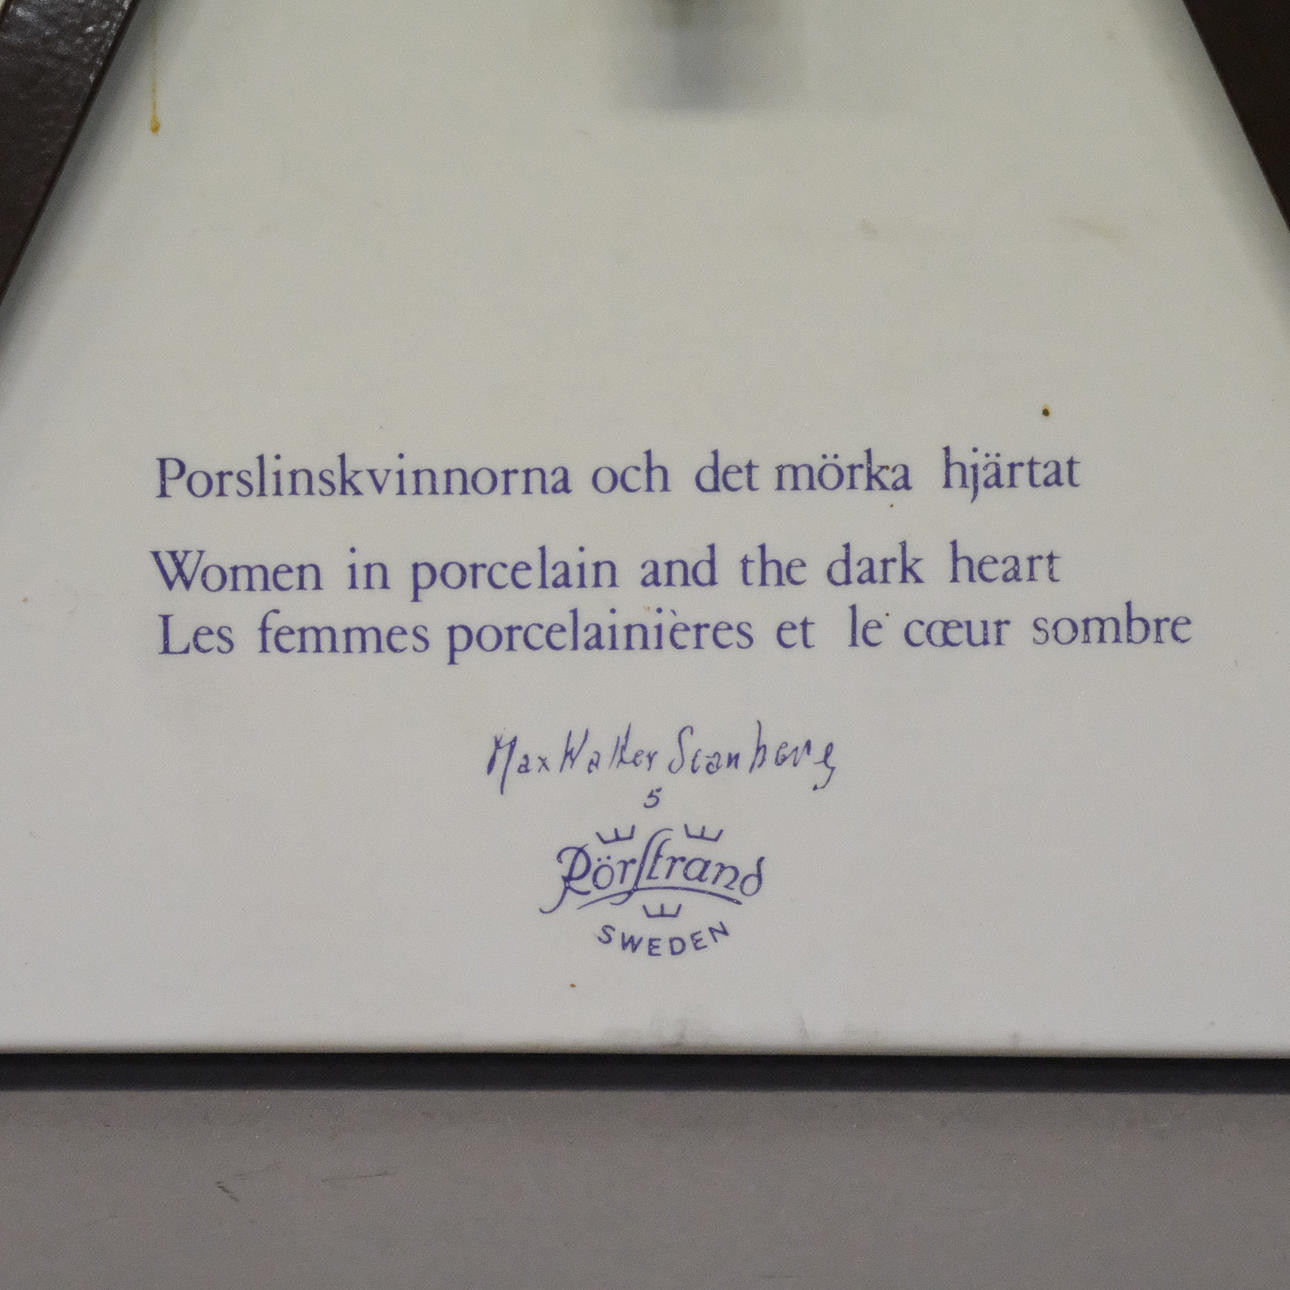 Porslinskvinnorna och det mörka hjärtat
Women in porcelain and the dark heart
Les femmes porcelainières et le cœur sombre
Max Walter Svanberg
5
Rörstrand
SWEDEN